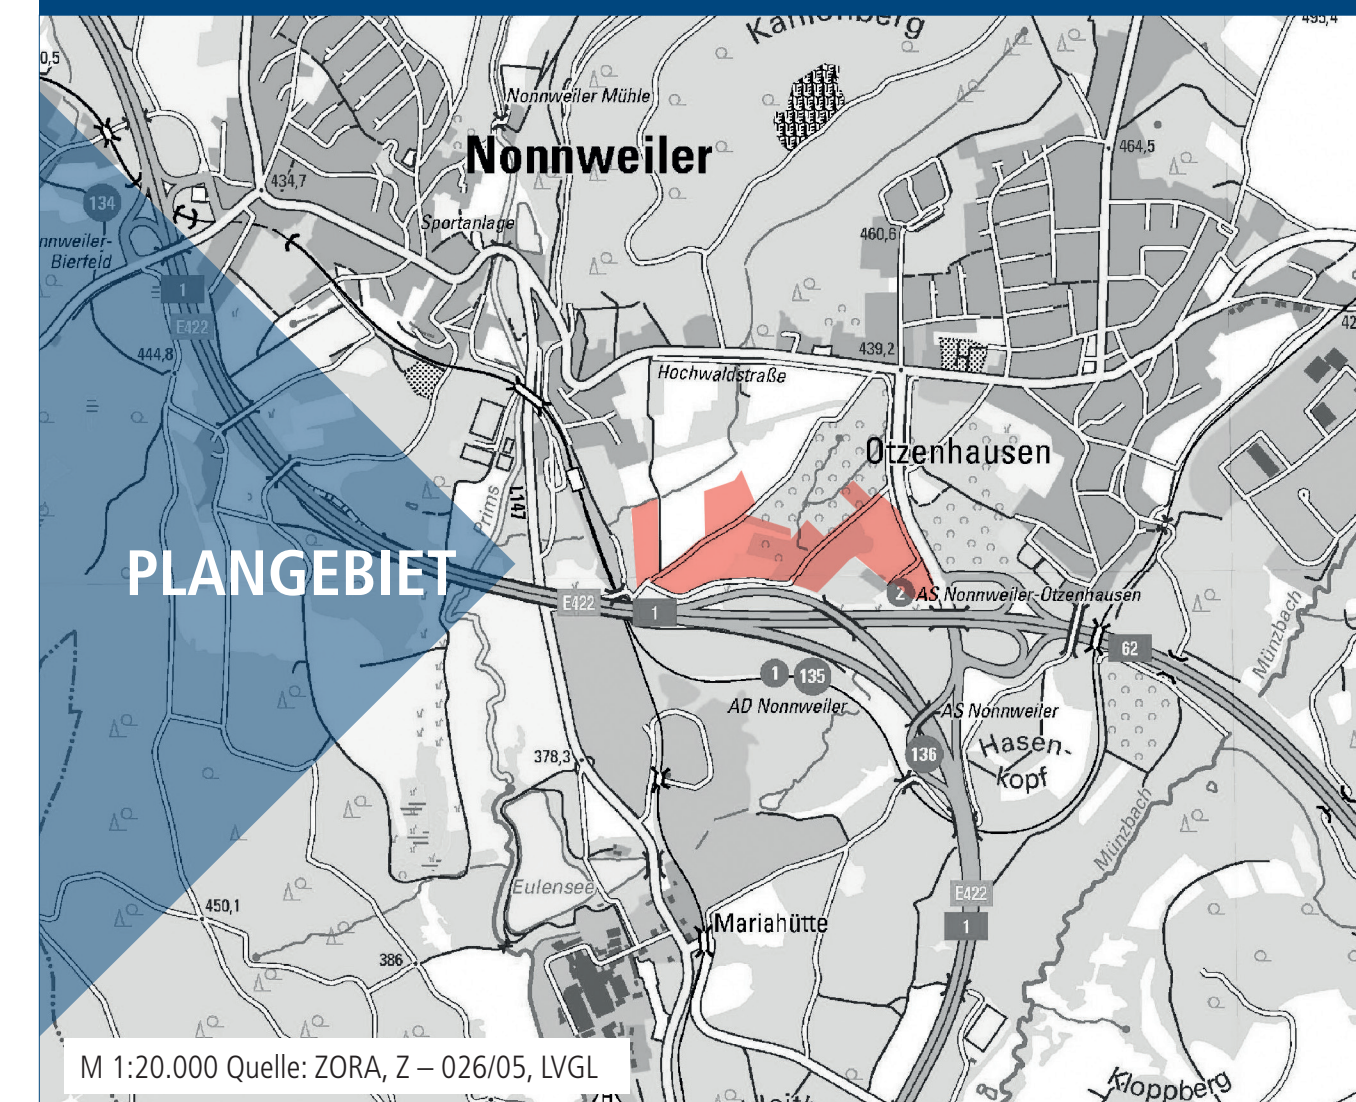 Kahlenberg
495,4
0,5
Nonnweiler Mühle
Nonnweiler
464,5
434,7
134
Sportanlage
460,6
nnweiler-
Bierfeld
1
E422
444,8
439,2
H
42
Hochwaldstraße
Otzenhausen
Prims
L147
PLANGEBIET
E422
1
2
AS Nonnweiler-Otzenhausen
62
Münzbach
1
135
AD Nonnweiler
AS Nonnweiler
136
Hasen-
kopf
378,3
Münzbach
Eulensee
E422
1
450,1
Mariahütte
386
M 1:20.000 Quelle: ZORA, Z – 026/05, LVGL
Kloppberg